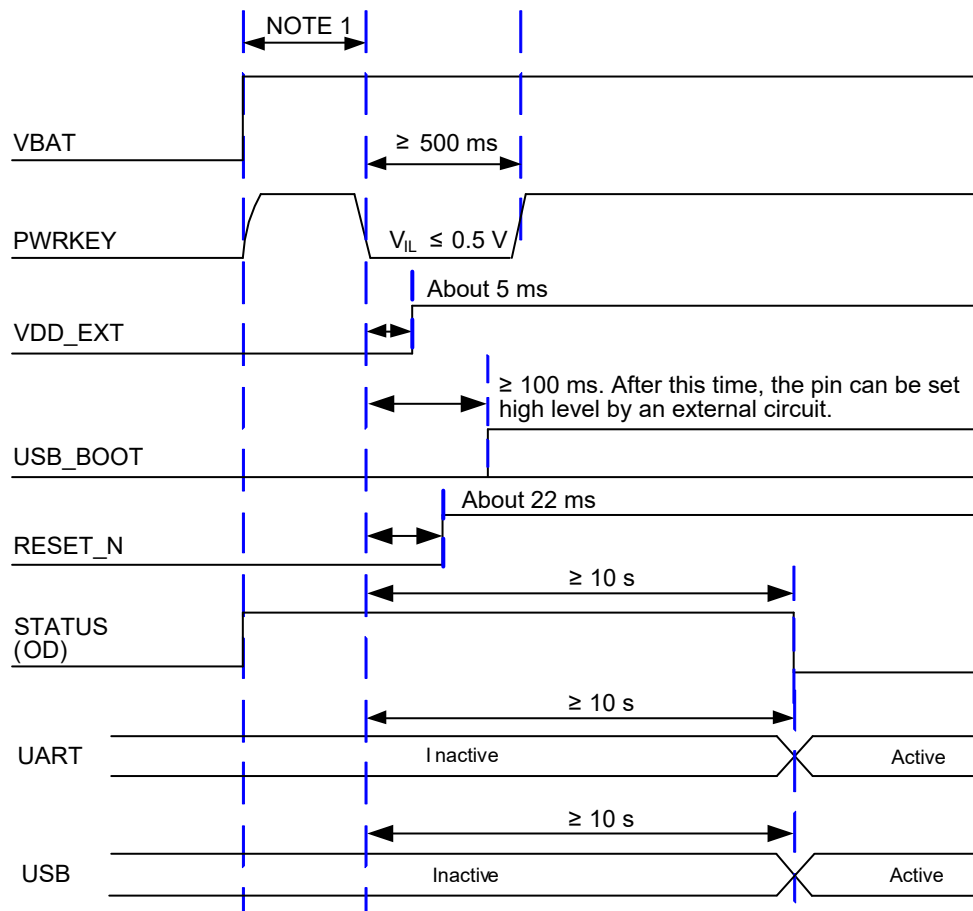 NOTE 1
VBAT
≥ 500 ms
PWRKEY
VIL ≤ 0.5 V
About 5 ms
VDD_EXT
≥ 100 ms. After this time, the pin can be set
high level by an external circuit.
USB_BOOT
About 22 ms
RESET_N
≥ 10 s
STATUS
(OD)
≥ 10 s
UART
Inactive
Active
≥ 10 s
USB
Inactive
Active